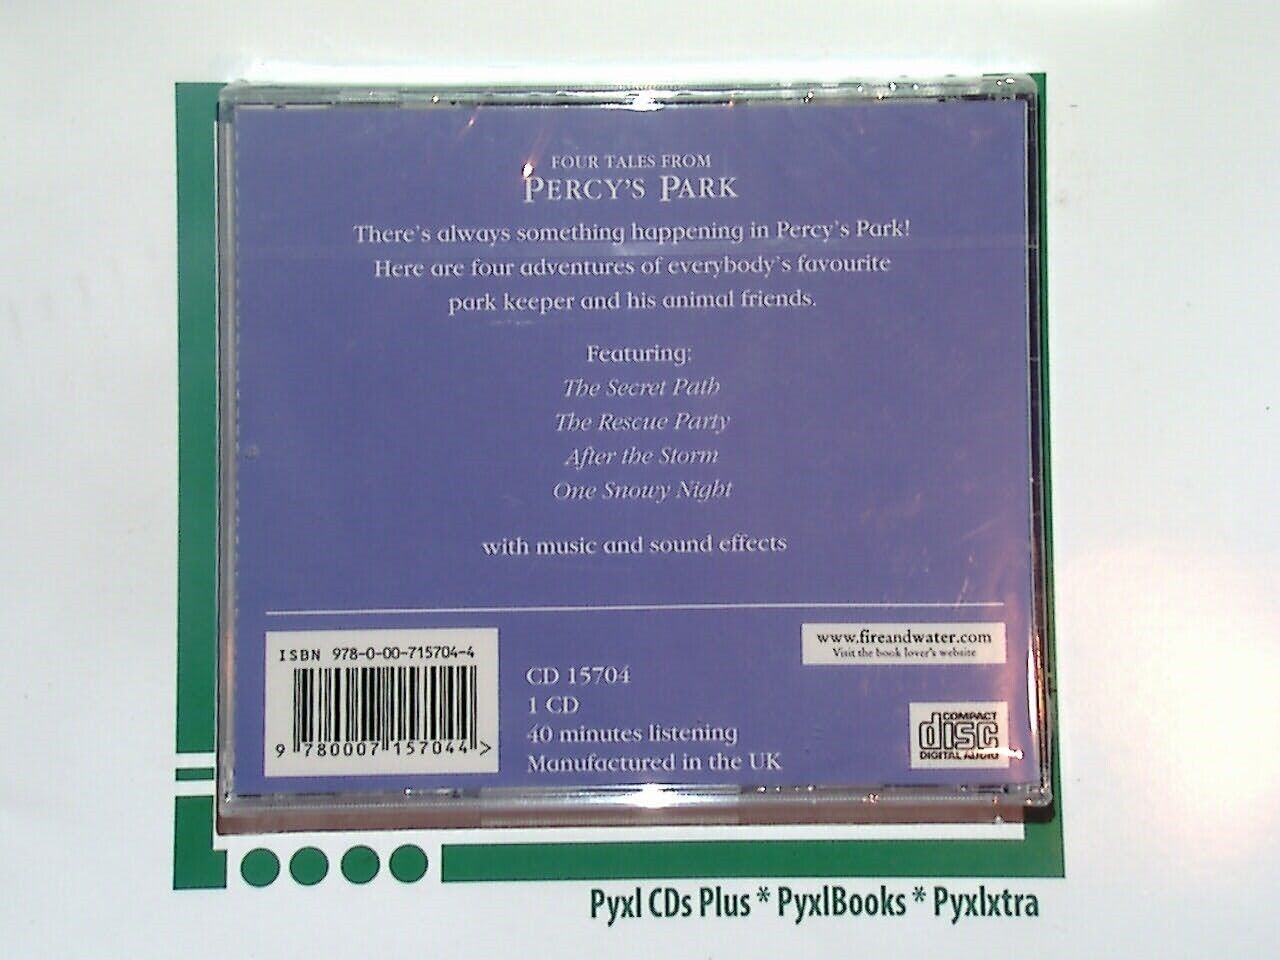 FOUR TALES FROM
PERCY'S PARK
There's always something happening in Percy's Park!
Here are four adventures of everybody's favourite
park keeper and his animal friends.
Featuring:
The Secret Path
The Rescue Party
After the Storm
One Snowy Night
with music and sound effects
ISBN 978-0-00-715704-4
9 780007 157044 >
CD 15704
1 CD
40 minutes listening
Manufactured in the UK
www.fireandwater.com
Visit the book lover's website
COMPACT
disc
DIGITAL AUDIO
Pyxl CDs Plus * PyxlBooks * Pyxlxtra